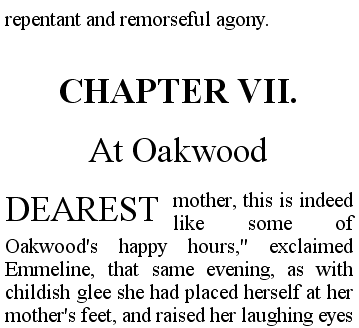 repentant and remorseful agony.
CHAPTER VII.
At Oakwood
DEAREST mother, this is indeed
like some of
Oakwood's happy hours," exclaimed
Emmeline, that same evening, as with
childish glee she had placed herself at her
mother's feet, and raised her laughing eyes